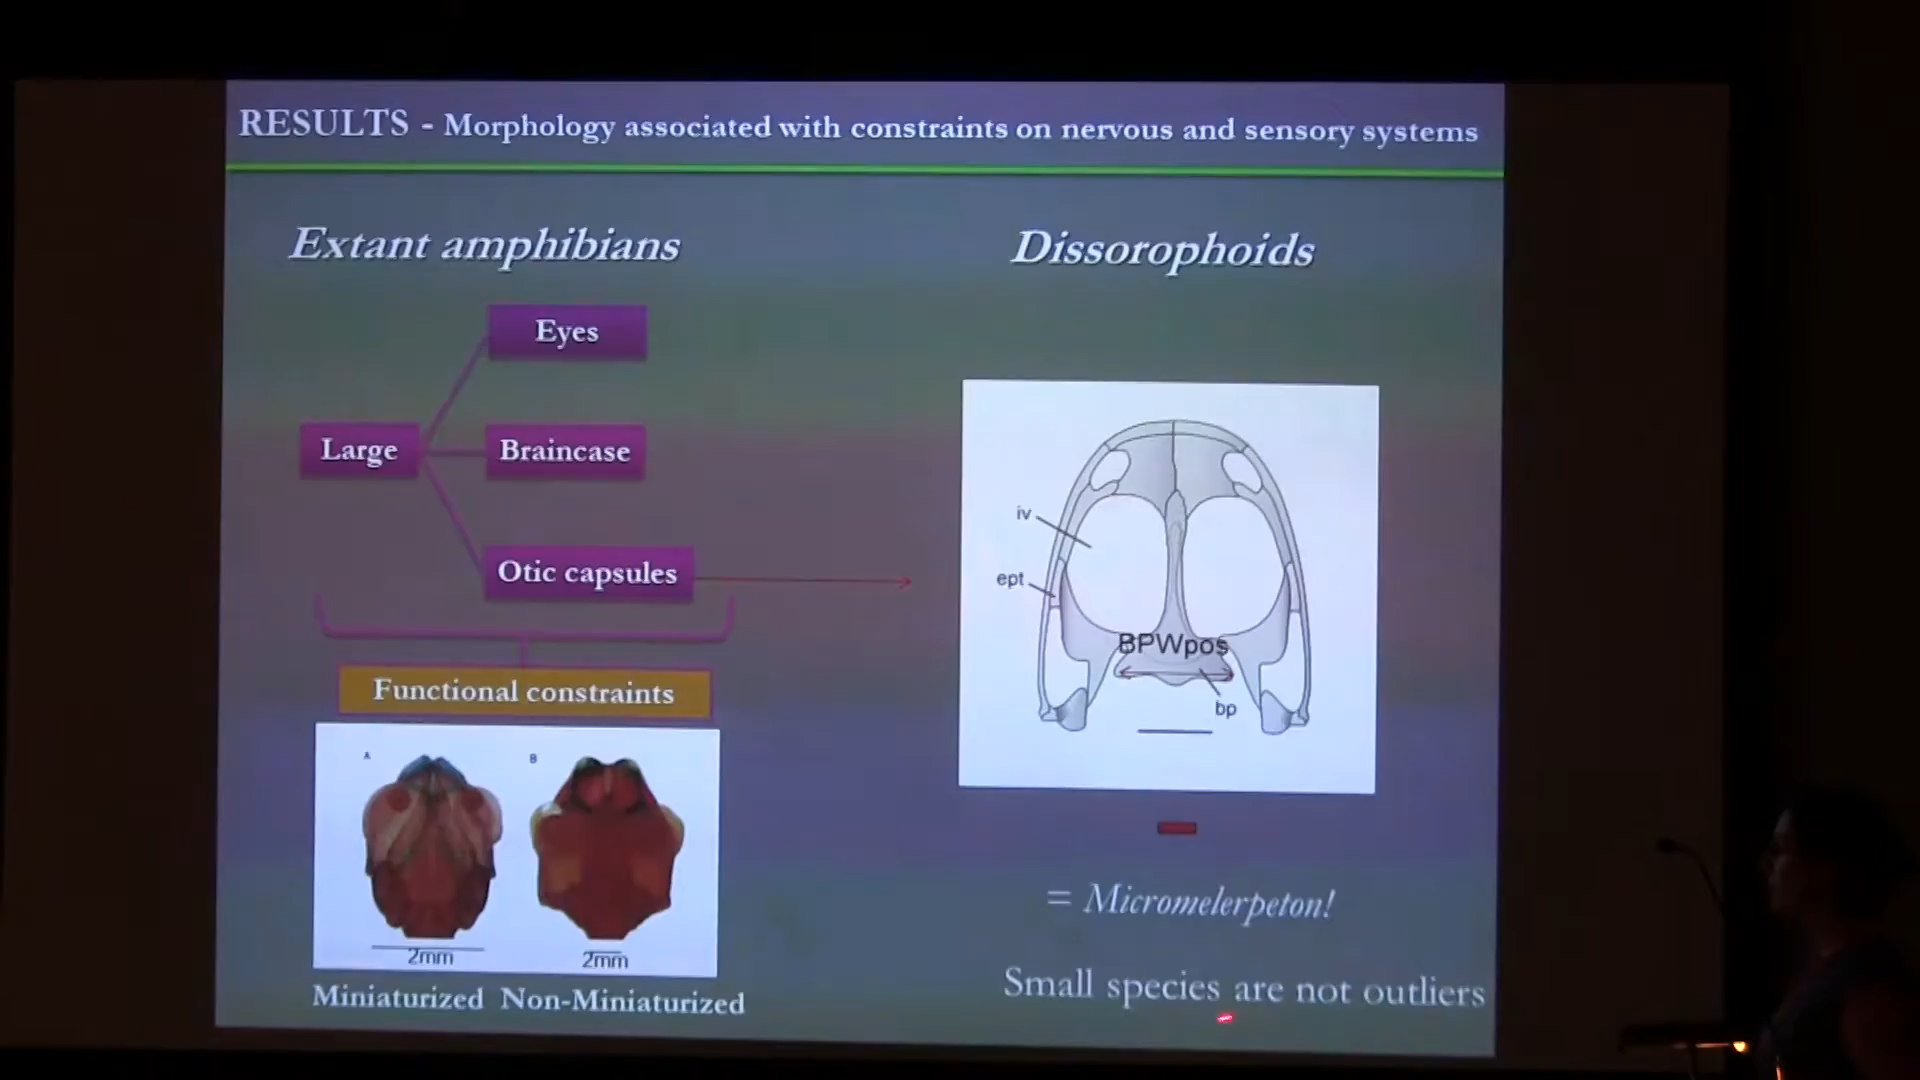 RESULTS - Morphology associated with constraints on nervous and sensory systems
Extant amphibians
Eyes
Large
Braincase
Otic capsules
Functional constraints
A
B
2mm
2mm
Miniaturized
Non-Miniaturized
Dissorophoids
iv
ept
BPWpos
bp
= Micromelerpeton!
Small species are not outliers